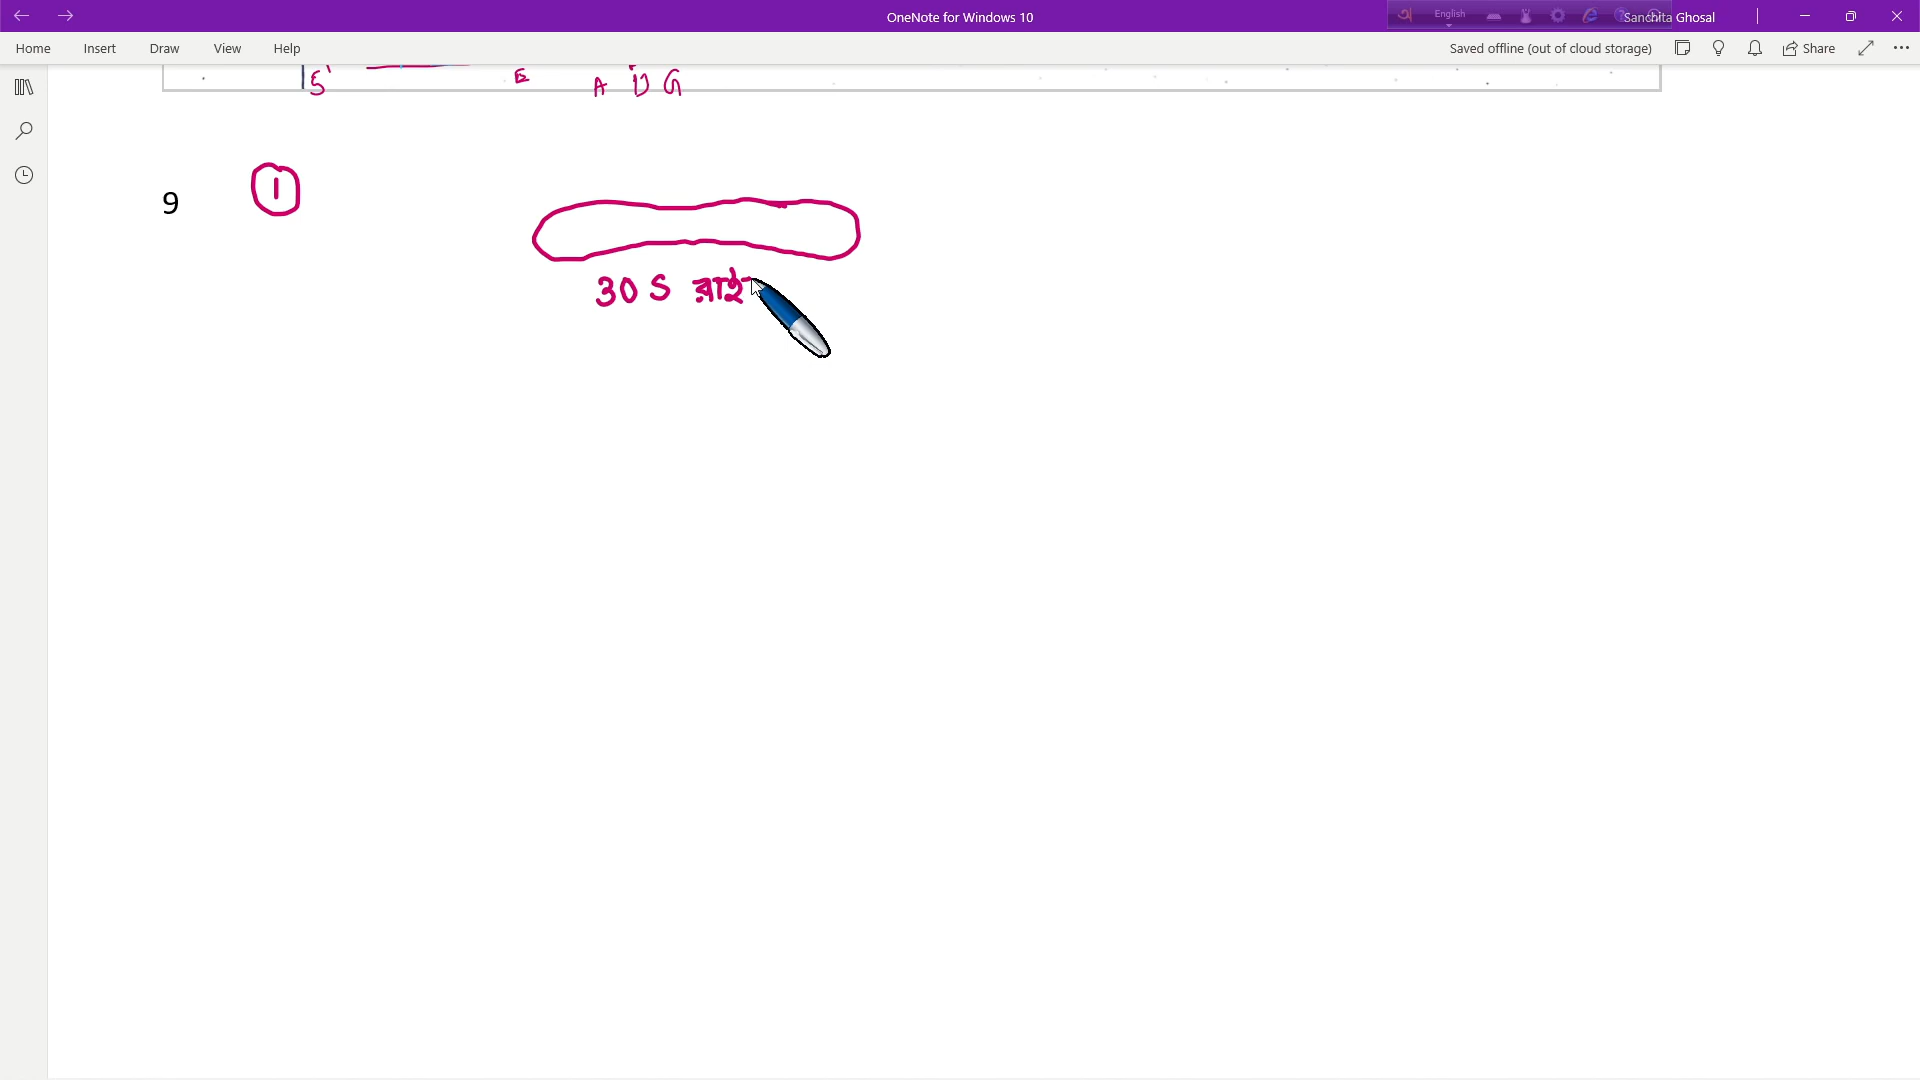 OneNote for Windows 10
English
Sanchita Ghosal
Home Insert Draw View Help
Saved offline (out of cloud storage)
Share
5' E A D G
9 1
30 S রাই